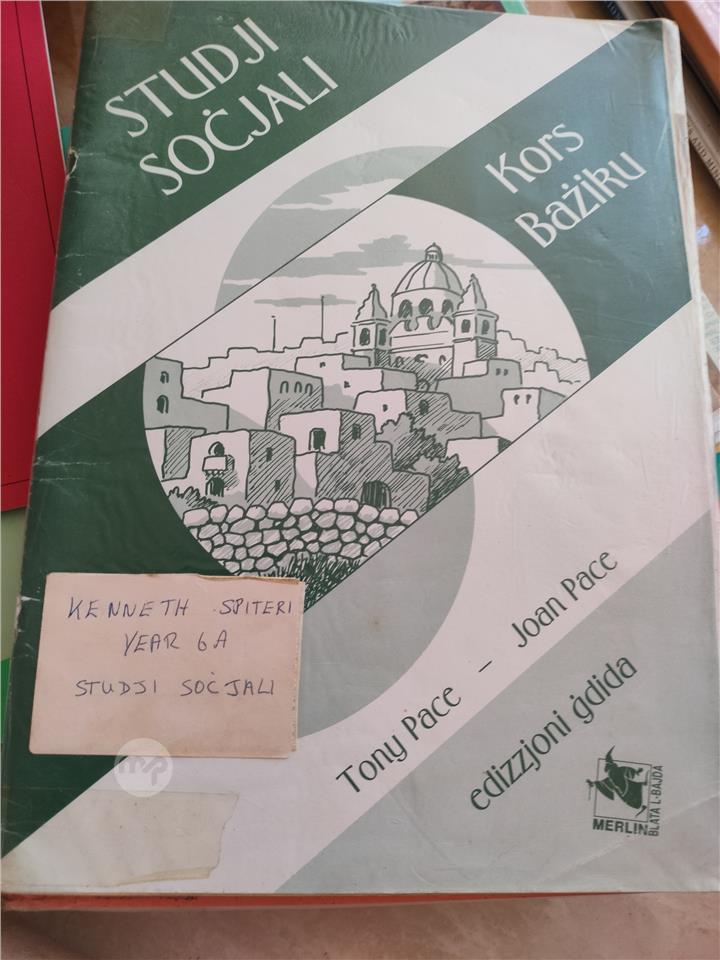 STUDJI
SOĊJALI
Kors
Bażiku
KENNETH SPITERI
YEAR 6A
STUDJI SOĊJALI
Tony Pace – Joan Pace
edizzjoni ġdida
MERLIN
BLATA L-BAJDA
mp